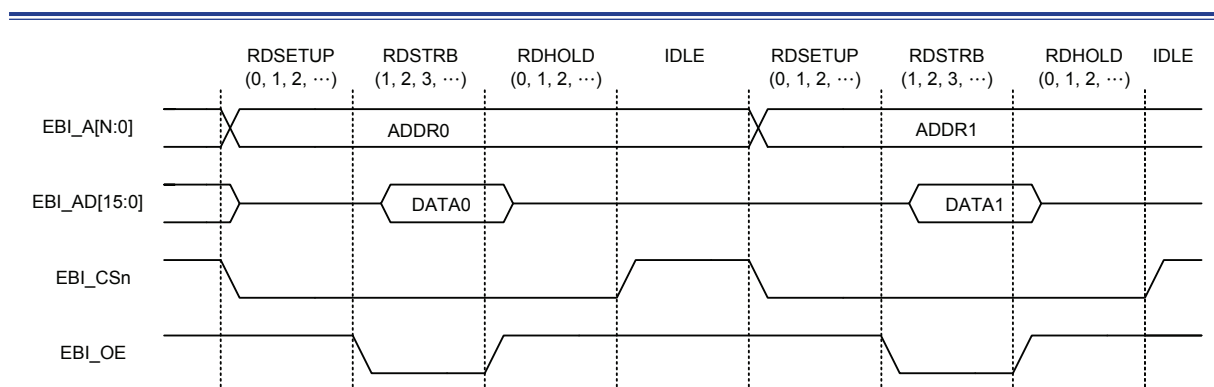 RDSETUP RDSTRB RDHOLD IDLE RDSETUP RDSTRB RDHOLD IDLE
(0, 1, 2, ⋯) (1, 2, 3, ⋯) (0, 1, 2, ⋯) (0, 1, 2, ⋯) (1, 2, 3, ⋯) (0, 1, 2, ⋯)
EBI_A[N:0] ADDR0 ADDR1
EBI_AD[15:0] DATA0 DATA1
EBI_CSn
EBI_OE